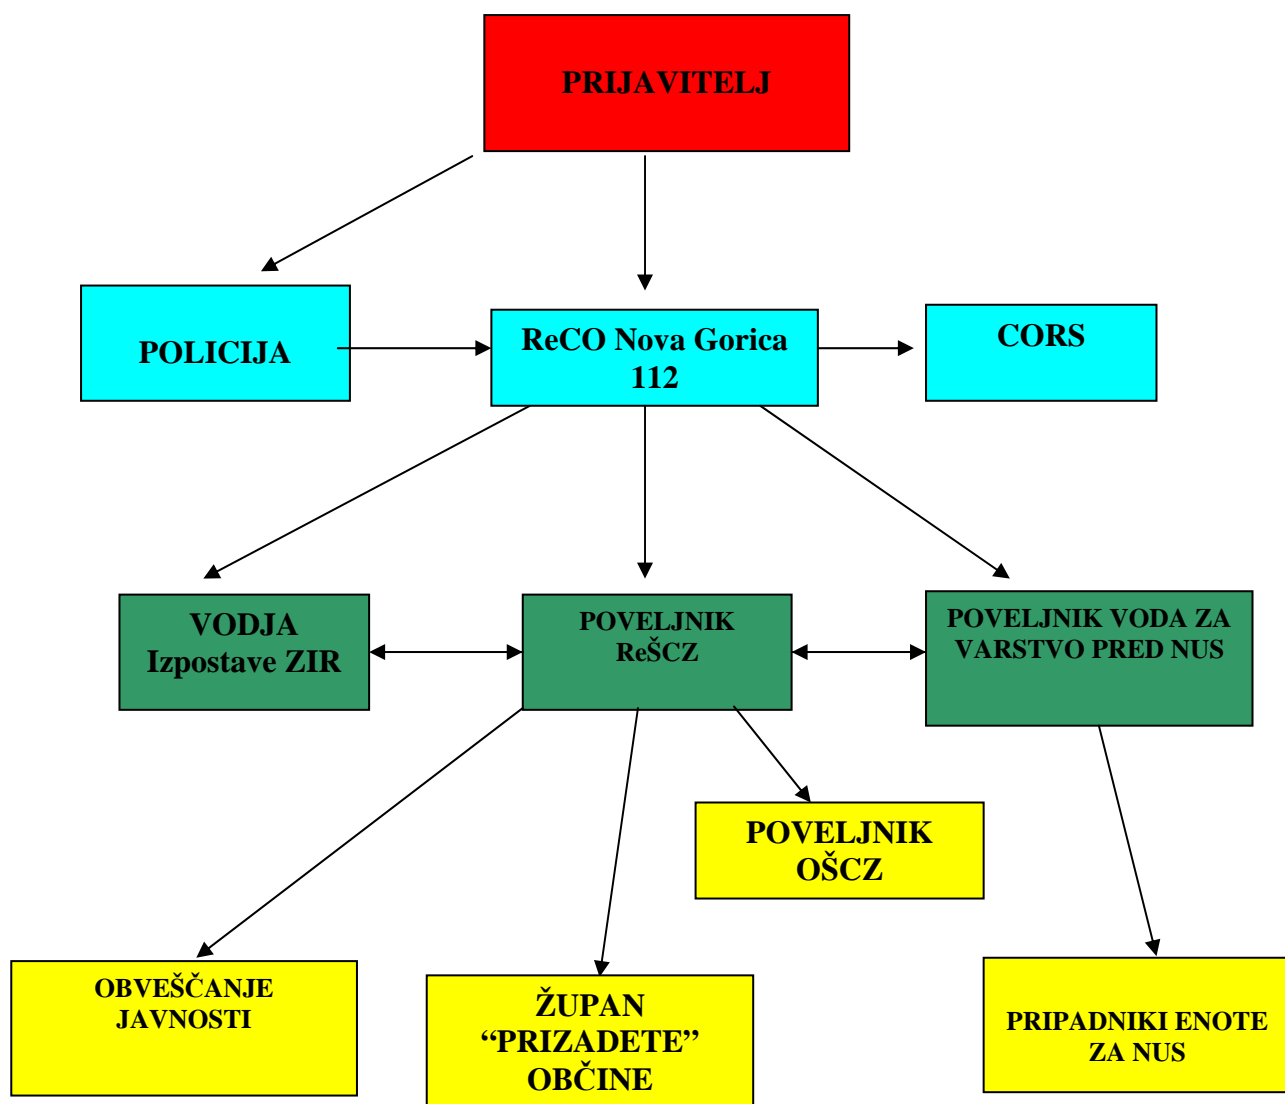 PRIJAVITELJ
POLICIJA
ReCO Nova Gorica
112
CORS
VODJA
Izpostave ZIR
POVELJNIK
ReŠCZ
POVELJNIK VODA ZA
VARSTVO PRED NUS
POVELJNIK
OŠCZ
OBVEŠČANJE
JAVNOSTI
ŽUPAN
“PRIZADETE”
OBČINE
PRIPADNIKI ENOTE
ZA NUS